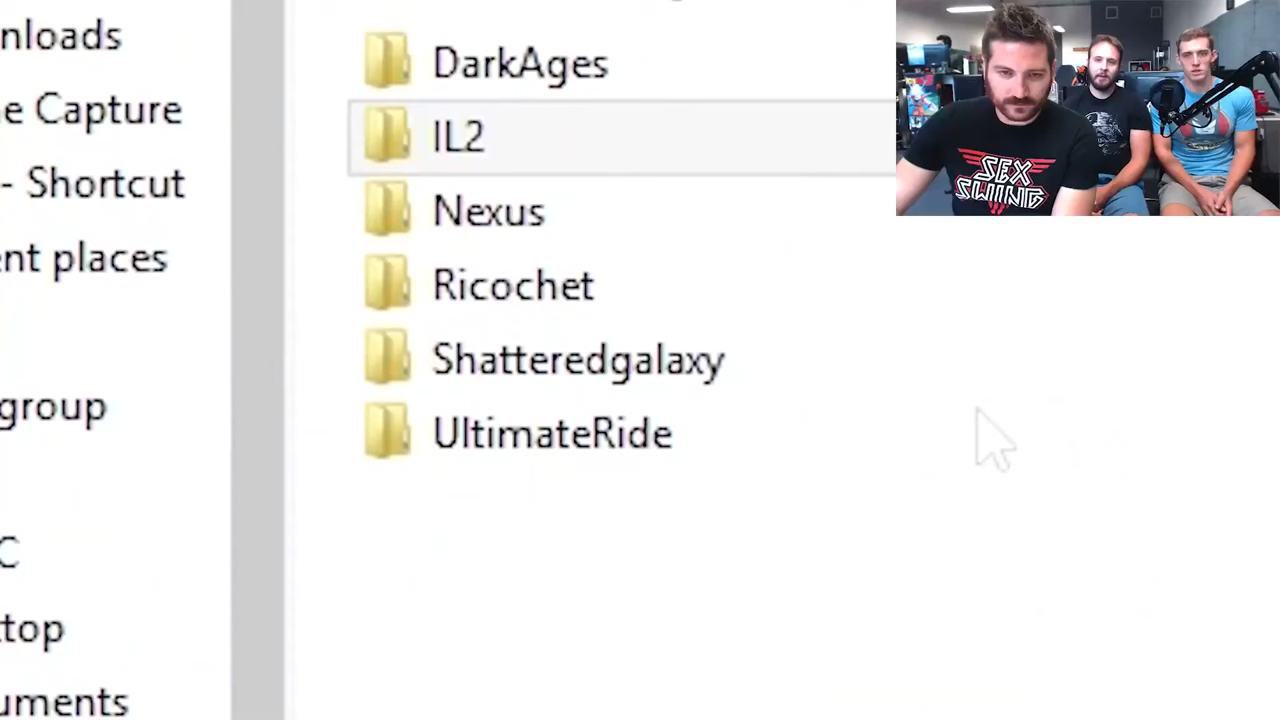 nloads
e Capture
- Shortcut
ent places
group
C
top
uments
DarkAges
IL2
Nexus
Ricochet
Shatteredgalaxy
UltimateRide
SEX
SWING